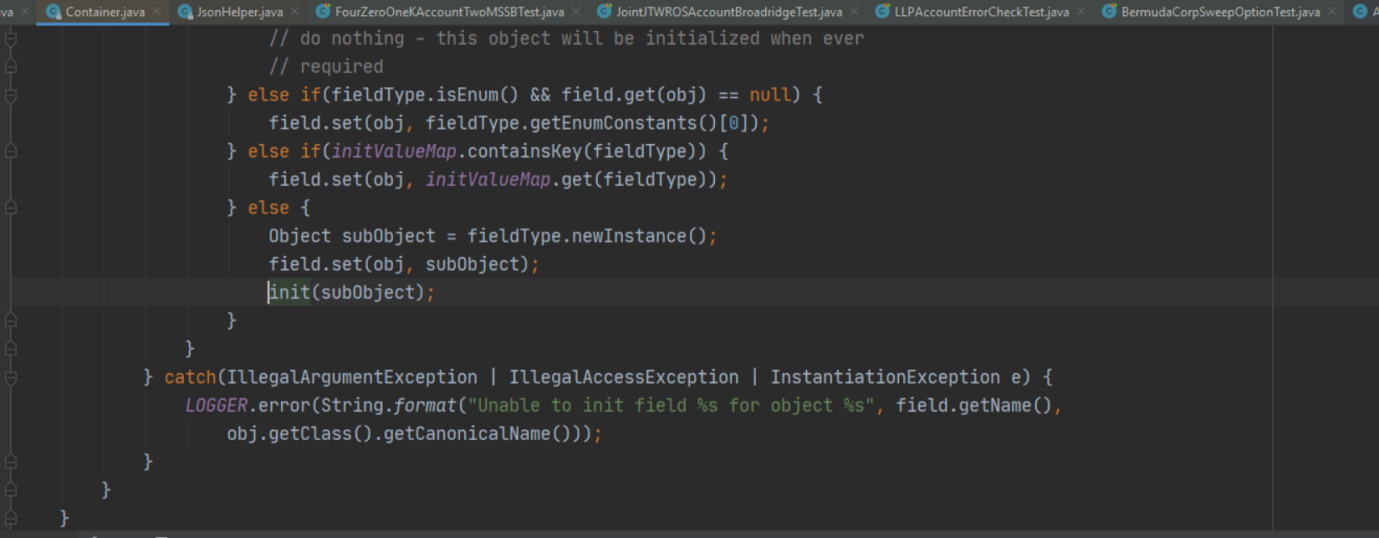 va Container.java JsonHelper.java FourZeroOneKAccountTwoMSSBTest.java JointJTWROSAccountBroadridgeTest.java LLPAccountErrorCheckTest.java BermudaCorpSweepOptionTest.java A
// do nothing - this object will be initialized when ever
// required
} else if(fieldType.isEnum() && field.get(obj) == null) {
field.set(obj, fieldType.getEnumConstants()[0]);
} else if(initValueMap.containsKey(fieldType)) {
field.set(obj, initValueMap.get(fieldType));
} else {
Object subObject = fieldType.newInstance();
field.set(obj, subObject);
init(subObject);
}
}
} catch(IllegalArgumentException | IllegalAccessException | InstantiationException e) {
LOGGER.error(String.format("Unable to init field %s for object %s", field.getName(),
obj.getClass().getCanonicalName()));
}
}
}